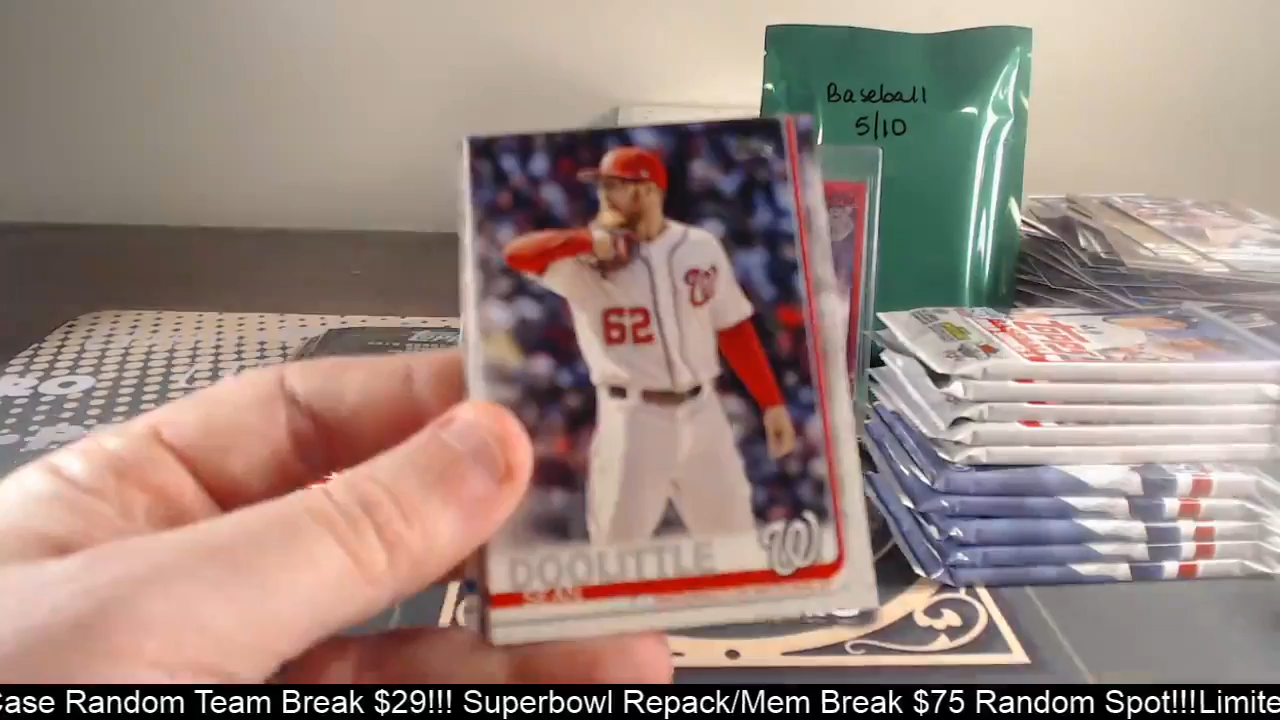 Baseball
5/10
W
62
DOOLITTLE
SEAN
W
Topps
Case Random Team Break $29!!! Superbowl Repack/Mem Break $75 Random Spot!!!Limite